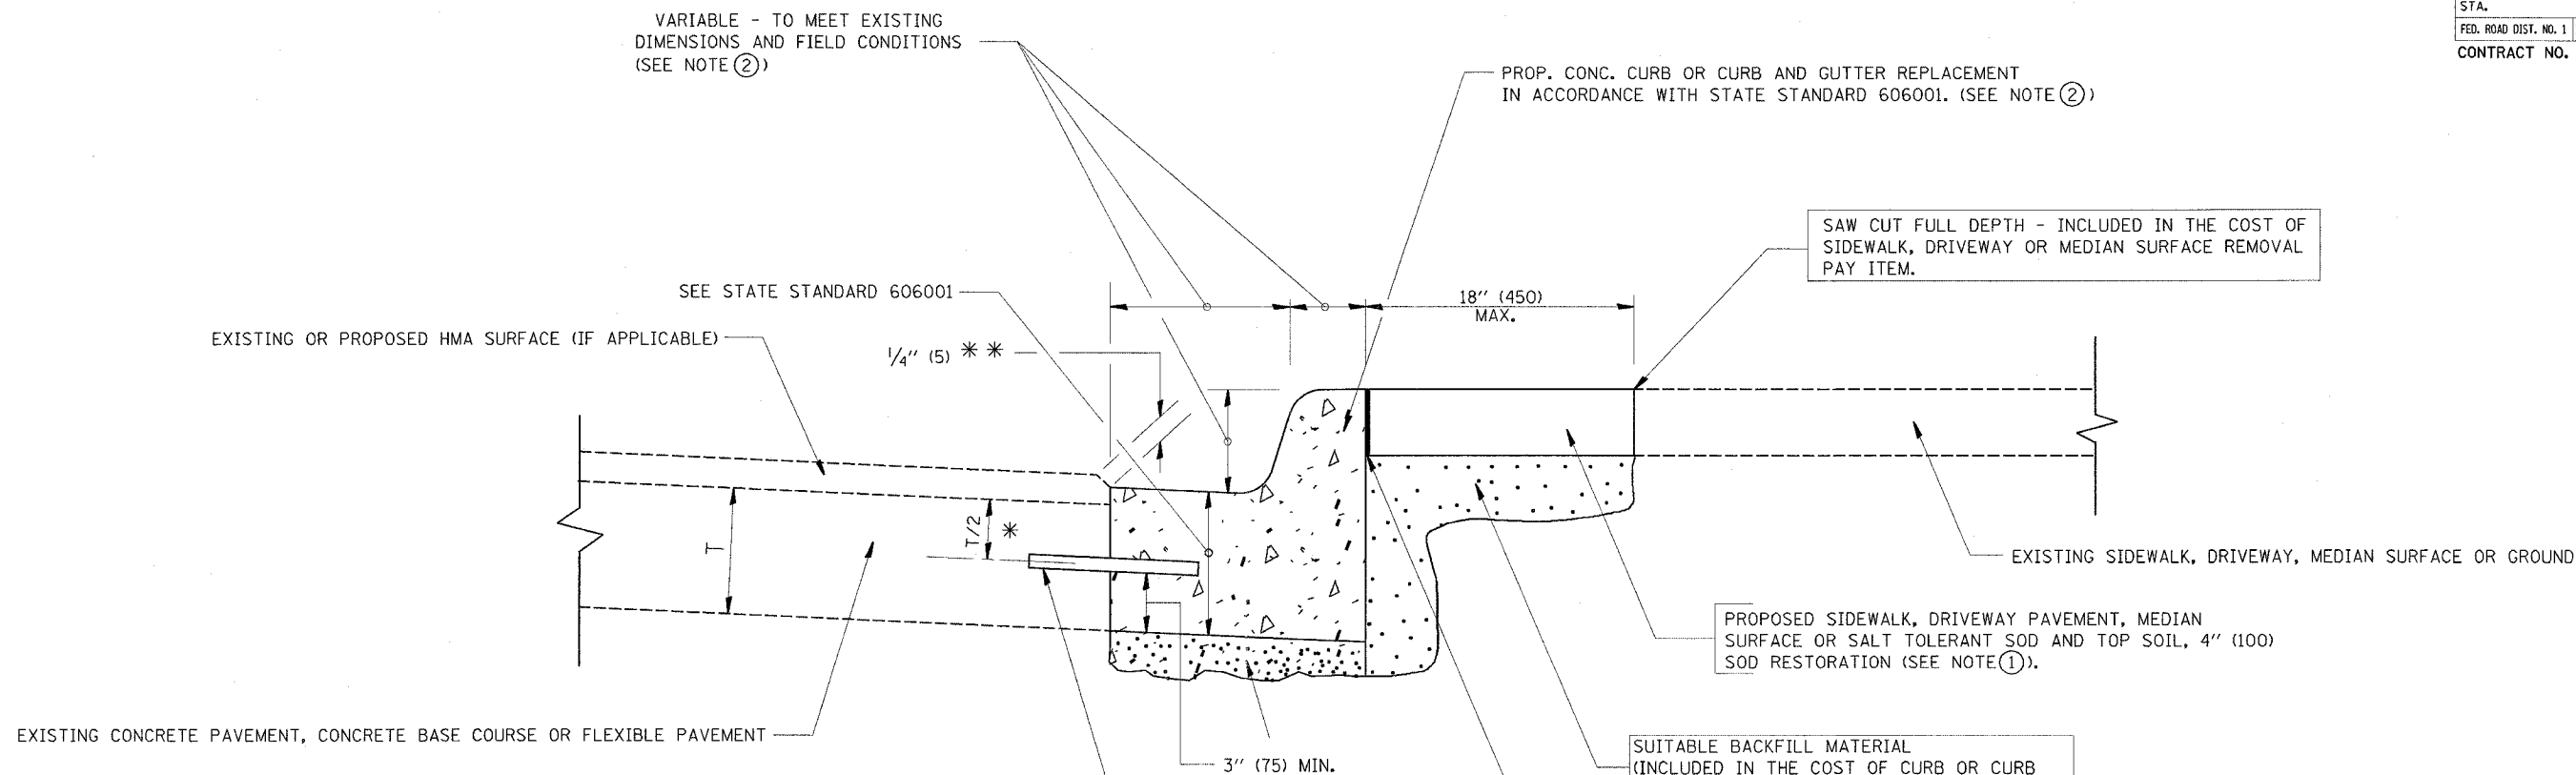 STA.
FED. ROAD DIST. NO. 1
CONTRACT NO.
VARIABLE - TO MEET EXISTING
DIMENSIONS AND FIELD CONDITIONS
(SEE NOTE ②)
PROP. CONC. CURB OR CURB AND GUTTER REPLACEMENT
IN ACCORDANCE WITH STATE STANDARD 606001. (SEE NOTE ②)
SAW CUT FULL DEPTH - INCLUDED IN THE COST OF
SIDEWALK, DRIVEWAY OR MEDIAN SURFACE REMOVAL
PAY ITEM.
SEE STATE STANDARD 606001
18'' (450)
MAX.
EXISTING OR PROPOSED HMA SURFACE (IF APPLICABLE)
1/4'' (5) * *
T
T/2 *
EXISTING SIDEWALK, DRIVEWAY, MEDIAN SURFACE OR GROUND
PROPOSED SIDEWALK, DRIVEWAY PAVEMENT, MEDIAN
SURFACE OR SALT TOLERANT SOD AND TOP SOIL, 4'' (100)
SOD RESTORATION (SEE NOTE ①).
EXISTING CONCRETE PAVEMENT, CONCRETE BASE COURSE OR FLEXIBLE PAVEMENT
3'' (75) MIN.
SUITABLE BACKFILL MATERIAL
(INCLUDED IN THE COST OF CURB OR CURB